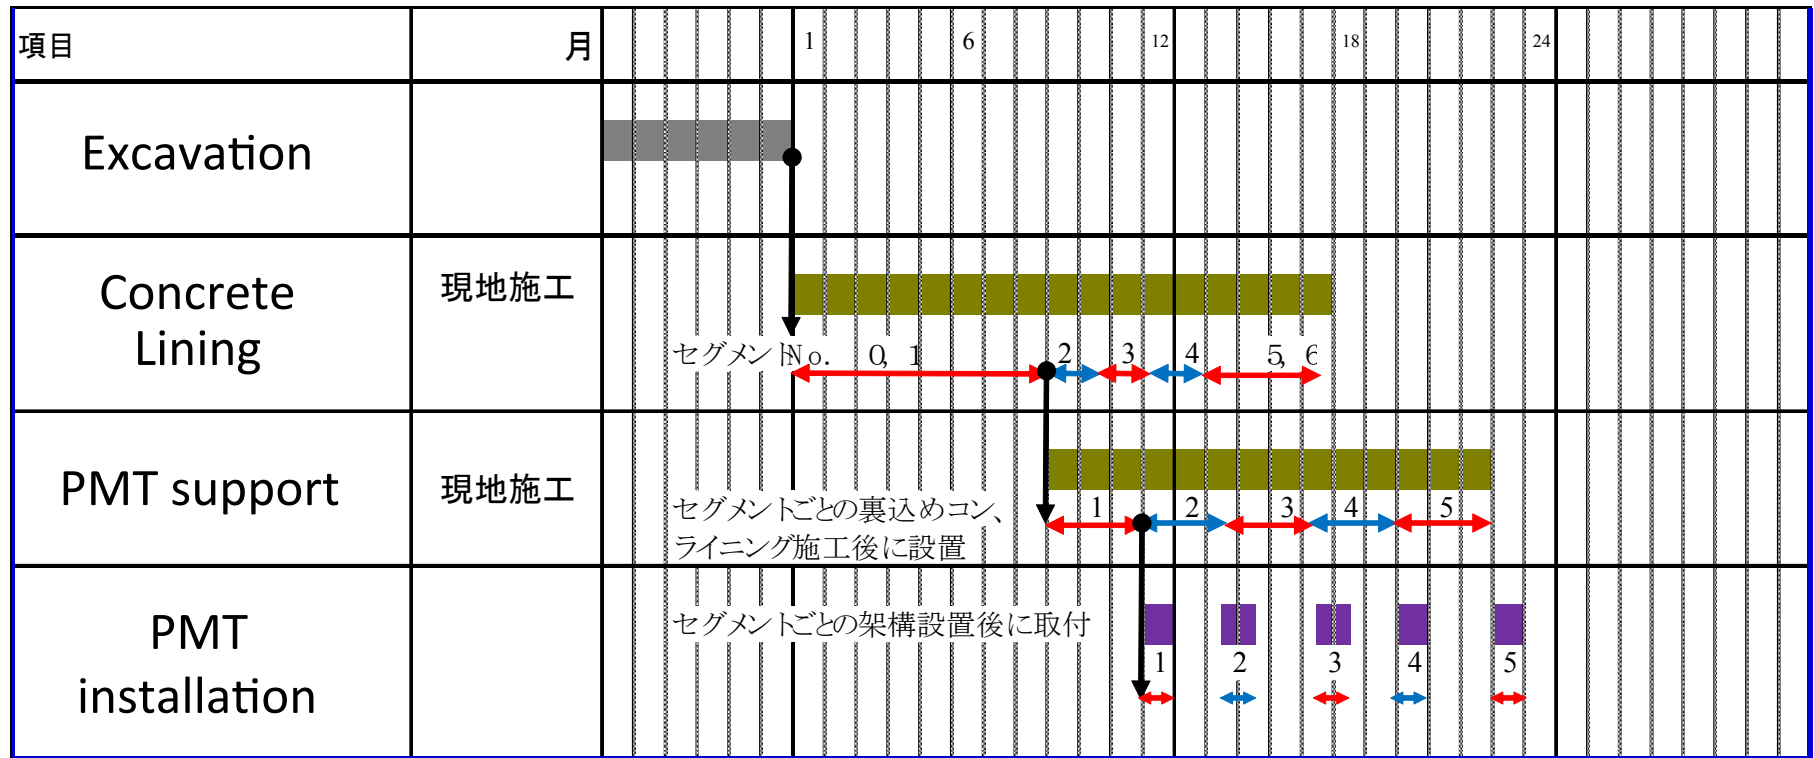 項目 月 1 6 12 18 24
Excavation
Concrete
Lining
現地施工
セグメントNo. 0, 1 2 3 4 5, 6
PMT support
現地施工
セグメントごとの裏込めコン、
ライニング施工後に設置
1 2 3 4 5
PMT
installation
セグメントごとの架構設置後に取付
1 2 3 4 5